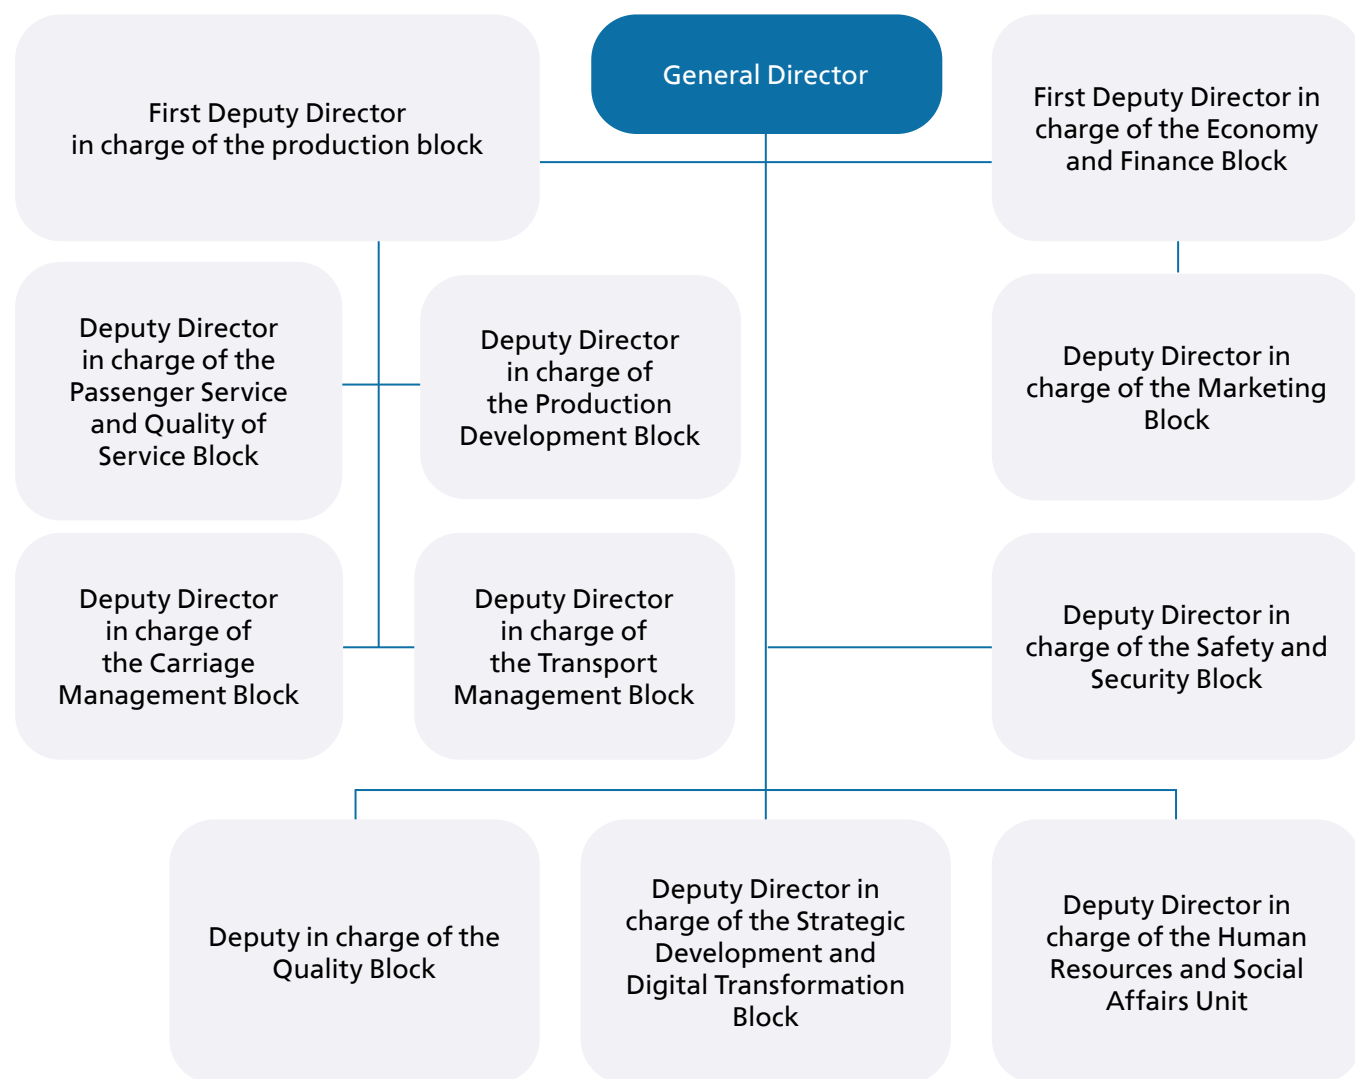 General Director
First Deputy Director
in charge of the production block
First Deputy Director in
charge of the Economy
and Finance Block
Deputy Director
in charge of the
Passenger Service
and Quality of
Service Block
Deputy Director
in charge of
the Production
Development Block
Deputy Director in
charge of the Marketing
Block
Deputy Director
in charge of
the Carriage
Management Block
Deputy Director
in charge of
the Transport
Management Block
Deputy Director in
charge of the Safety and
Security Block
Deputy in charge of the
Quality Block
Deputy Director in
charge of the Strategic
Development and
Digital Transformation
Block
Deputy Director in
charge of the Human
Resources and Social
Affairs Unit